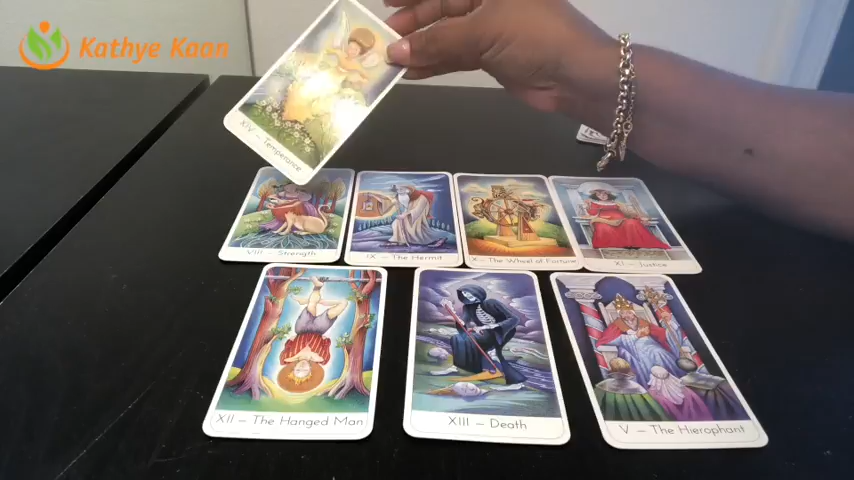 Kathye Kaan
XIV - Temperance
VIII - Strength
IX - The Hermit
X - The Wheel of Fortune
XI - Justice
XII - The Hanged Man
XIII - Death
V - The Hierophant